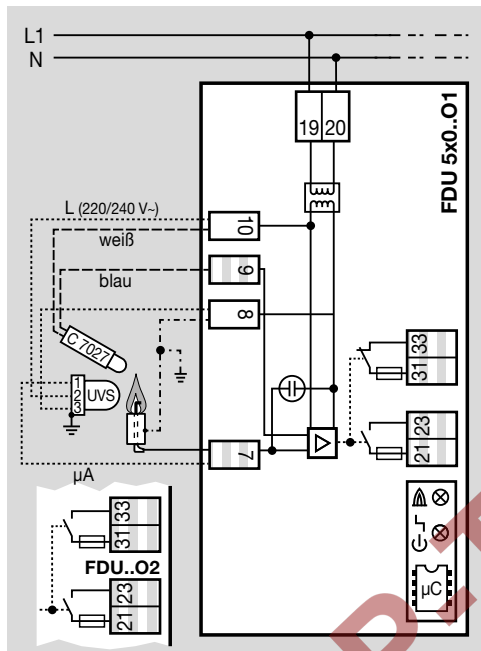 L1
N
19 20
FDU 5x0..O1
L (220/240 V~)
weiß
10
blau
9
8
C 7027
1
2
3
UVS
7
µA
31 33
21 23
31 33
FDU..O2
21 23
µC